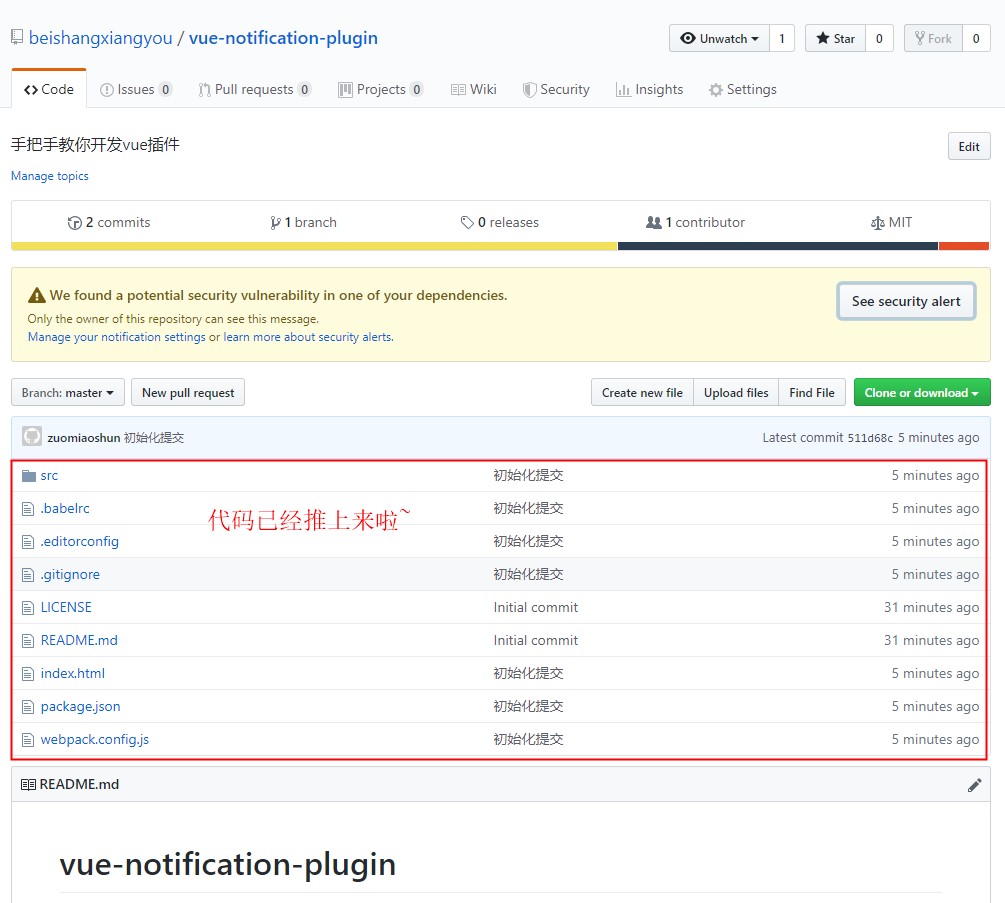 beishangxiangyou / vue-notification-plugin
Unwatch 1 Star 0 Fork 0
Code Issues 0 Pull requests 0 Projects 0 Wiki Security Insights Settings
手把手教你开发vue插件 Edit
Manage topics
2 commits 1 branch 0 releases 1 contributor MIT
We found a potential security vulnerability in one of your dependencies.
See security alert
Only the owner of this repository can see this message.
Manage your notification settings or learn more about security alerts.
Branch: master New pull request Create new file Upload files Find File Clone or download
zuomiaoshun 初始化提交 Latest commit 511d68c 5 minutes ago
src 初始化提交 5 minutes ago
.babelrc 初始化提交 5 minutes ago
代码已经推上来啦~
.editorconfig 初始化提交 5 minutes ago
.gitignore 初始化提交 5 minutes ago
LICENSE Initial commit 31 minutes ago
README.md Initial commit 31 minutes ago
index.html 初始化提交 5 minutes ago
package.json 初始化提交 5 minutes ago
webpack.config.js 初始化提交 5 minutes ago
README.md
vue-notification-plugin